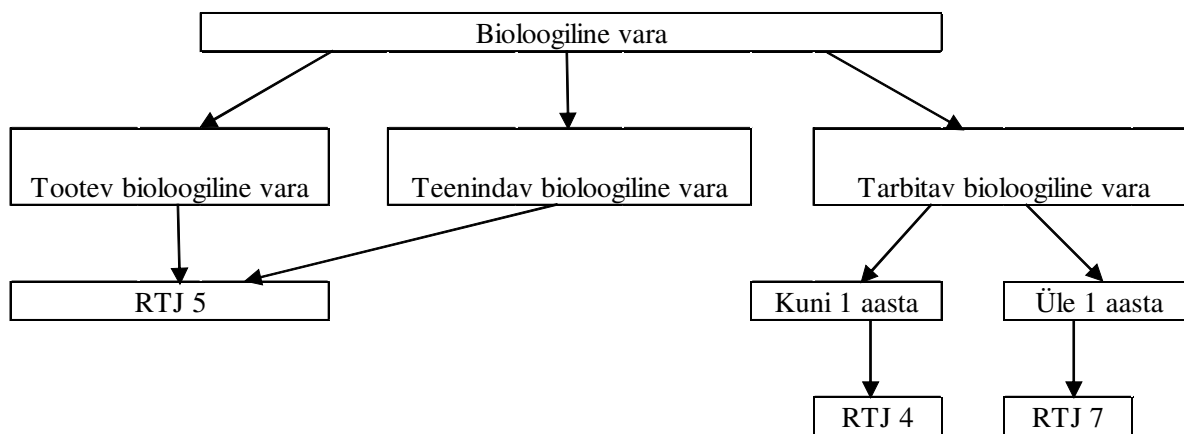 Bioloogiline vara
Tootev bioloogiline vara
Teenindav bioloogiline vara
Tarbitav bioloogiline vara
RTJ 5
Kuni 1 aasta
Üle 1 aasta
RTJ 4
RTJ 7